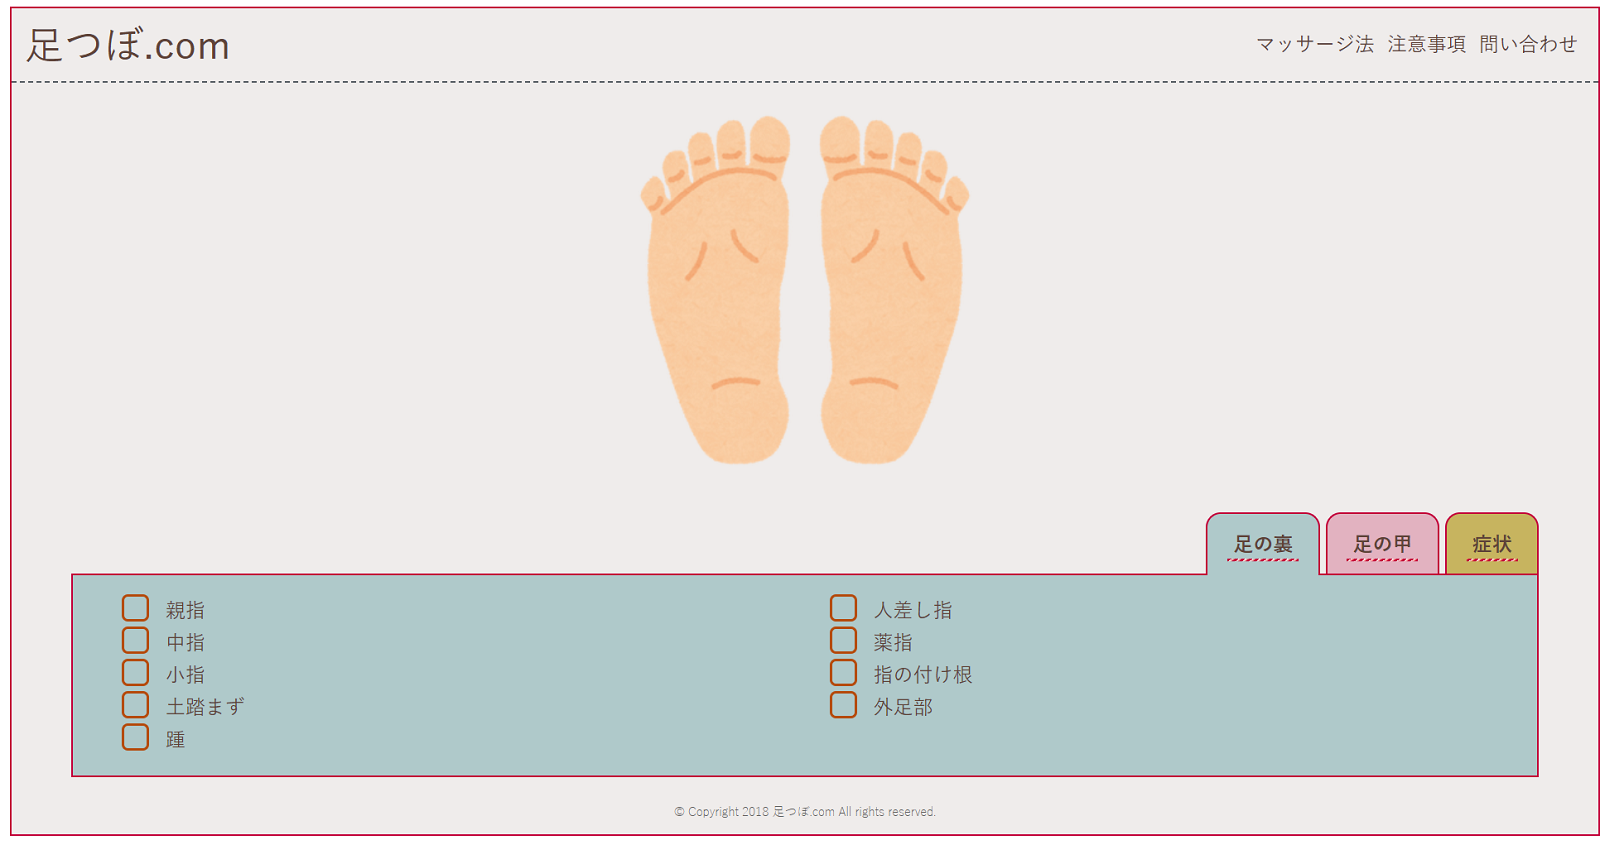 足つぼ.com
マッサージ法 注意事項 問い合わせ
足の裏 足の甲 症状
親指 人差し指
中指 薬指
小指 指の付け根
土踏まず 外足部
踵
© Copyright 2018 足つぼ.com All rights reserved.